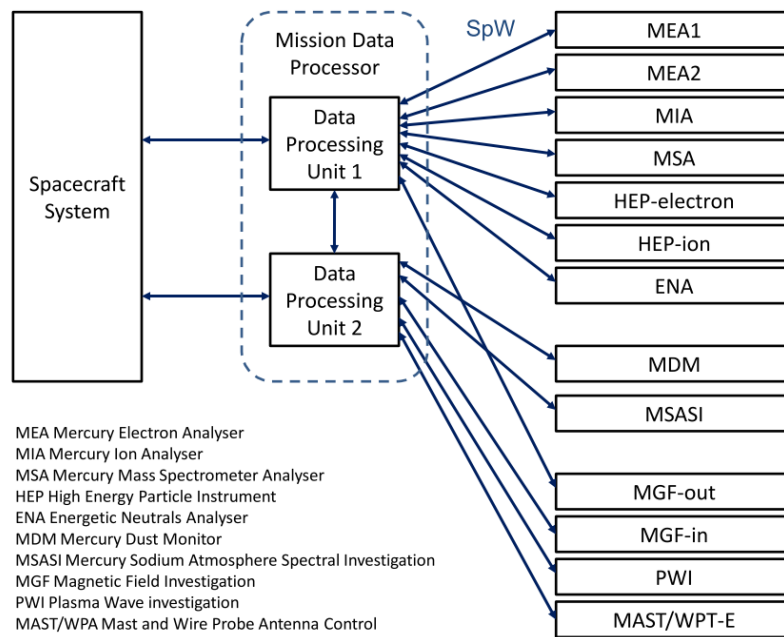 SpW
Mission Data
Processor
Spacecraft
System
Data
Processing
Unit 1
Data
Processing
Unit 2
MEA1
MEA2
MIA
MSA
HEP-electron
HEP-ion
ENA
MDM
MSASI
MGF-out
MGF-in
PWI
MAST/WPT-E
MEA Mercury Electron Analyser
MIA Mercury Ion Analyser
MSA Mercury Mass Spectrometer Analyser
HEP High Energy Particle Instrument
ENA Energetic Neutrals Analyser
MDM Mercury Dust Monitor
MSASI Mercury Sodium Atmosphere Spectral Investigation
MGF Magnetic Field Investigation
PWI Plasma Wave investigation
MAST/WPA Mast and Wire Probe Antenna Control